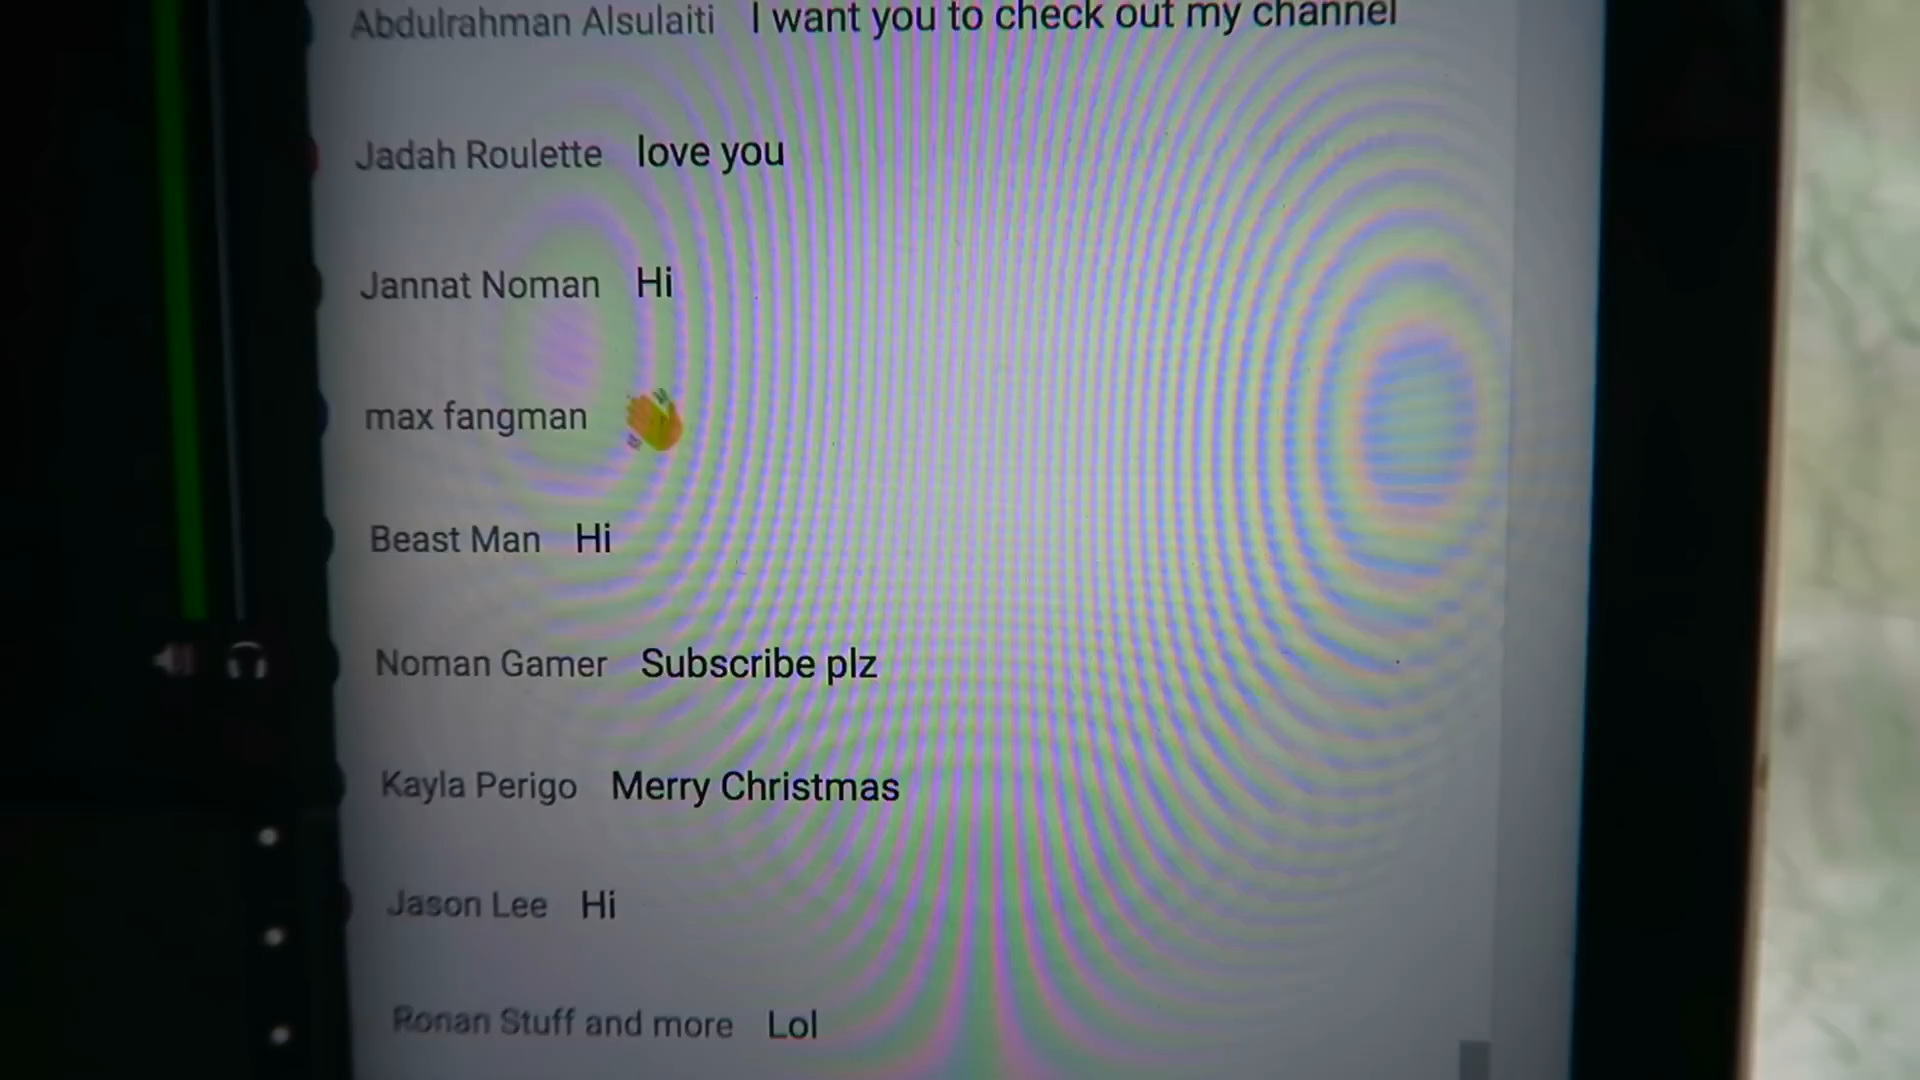 Abdulrahman Alsulaiti I want you to check out my channel
Jadah Roulette love you
Jannat Noman Hi
max fangman 👋
Beast Man Hi
Noman Gamer Subscribe plz
Kayla Perigo Merry Christmas
Jason Lee Hi
Ronan Stuff and more Lol